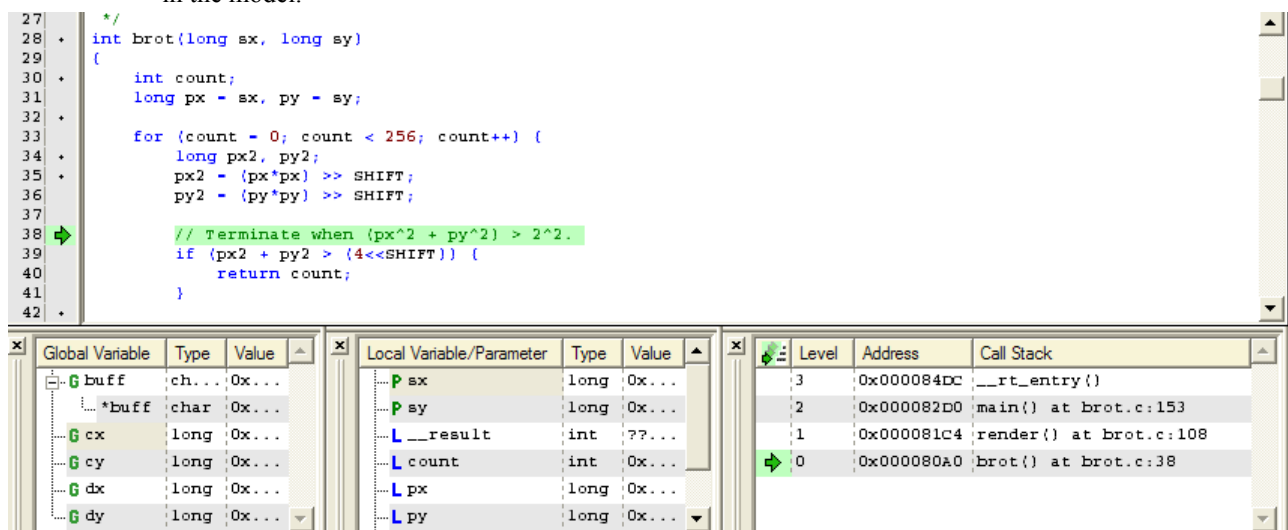 in the model.
27 */
28 int brot(long sx, long sy)
29 {
30 int count;
31 long px = sx, py = sy;
32
33 for (count = 0; count < 256; count++) {
34 long px2, py2;
35 px2 = (px*px) >> SHIFT;
36 py2 = (py*py) >> SHIFT;
37
38 // Terminate when (px^2 + py^2) > 2^2.
39 if (px2 + py2 > (4<<SHIFT)) {
40 return count;
41 }
42
Global Variable Type Value
G buff ch... 0x...
*buff char 0x...
G cx long 0x...
G cy long 0x...
G dx long 0x...
G dy long 0x...
Local Variable/Parameter Type Value
P sx long 0x...
P sy long 0x...
L __result int ??...
L count int 0x...
L px long 0x...
L py long 0x...
Level Address Call Stack
3 0x000084DC __rt_entry()
2 0x000082D0 main() at brot.c:153
1 0x000081C4 render() at brot.c:108
0 0x000080A0 brot() at brot.c:38